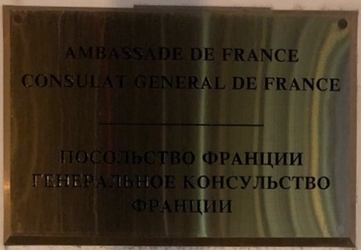 AMBASSADE DE FRANCE
CONSULAT GENERAL DE FRANCE
ПОСОЛЬСТВО ФРАНЦИИ
ГЕНЕРАЛЬНОЕ КОНСУЛЬСТВО
ФРАНЦИИ